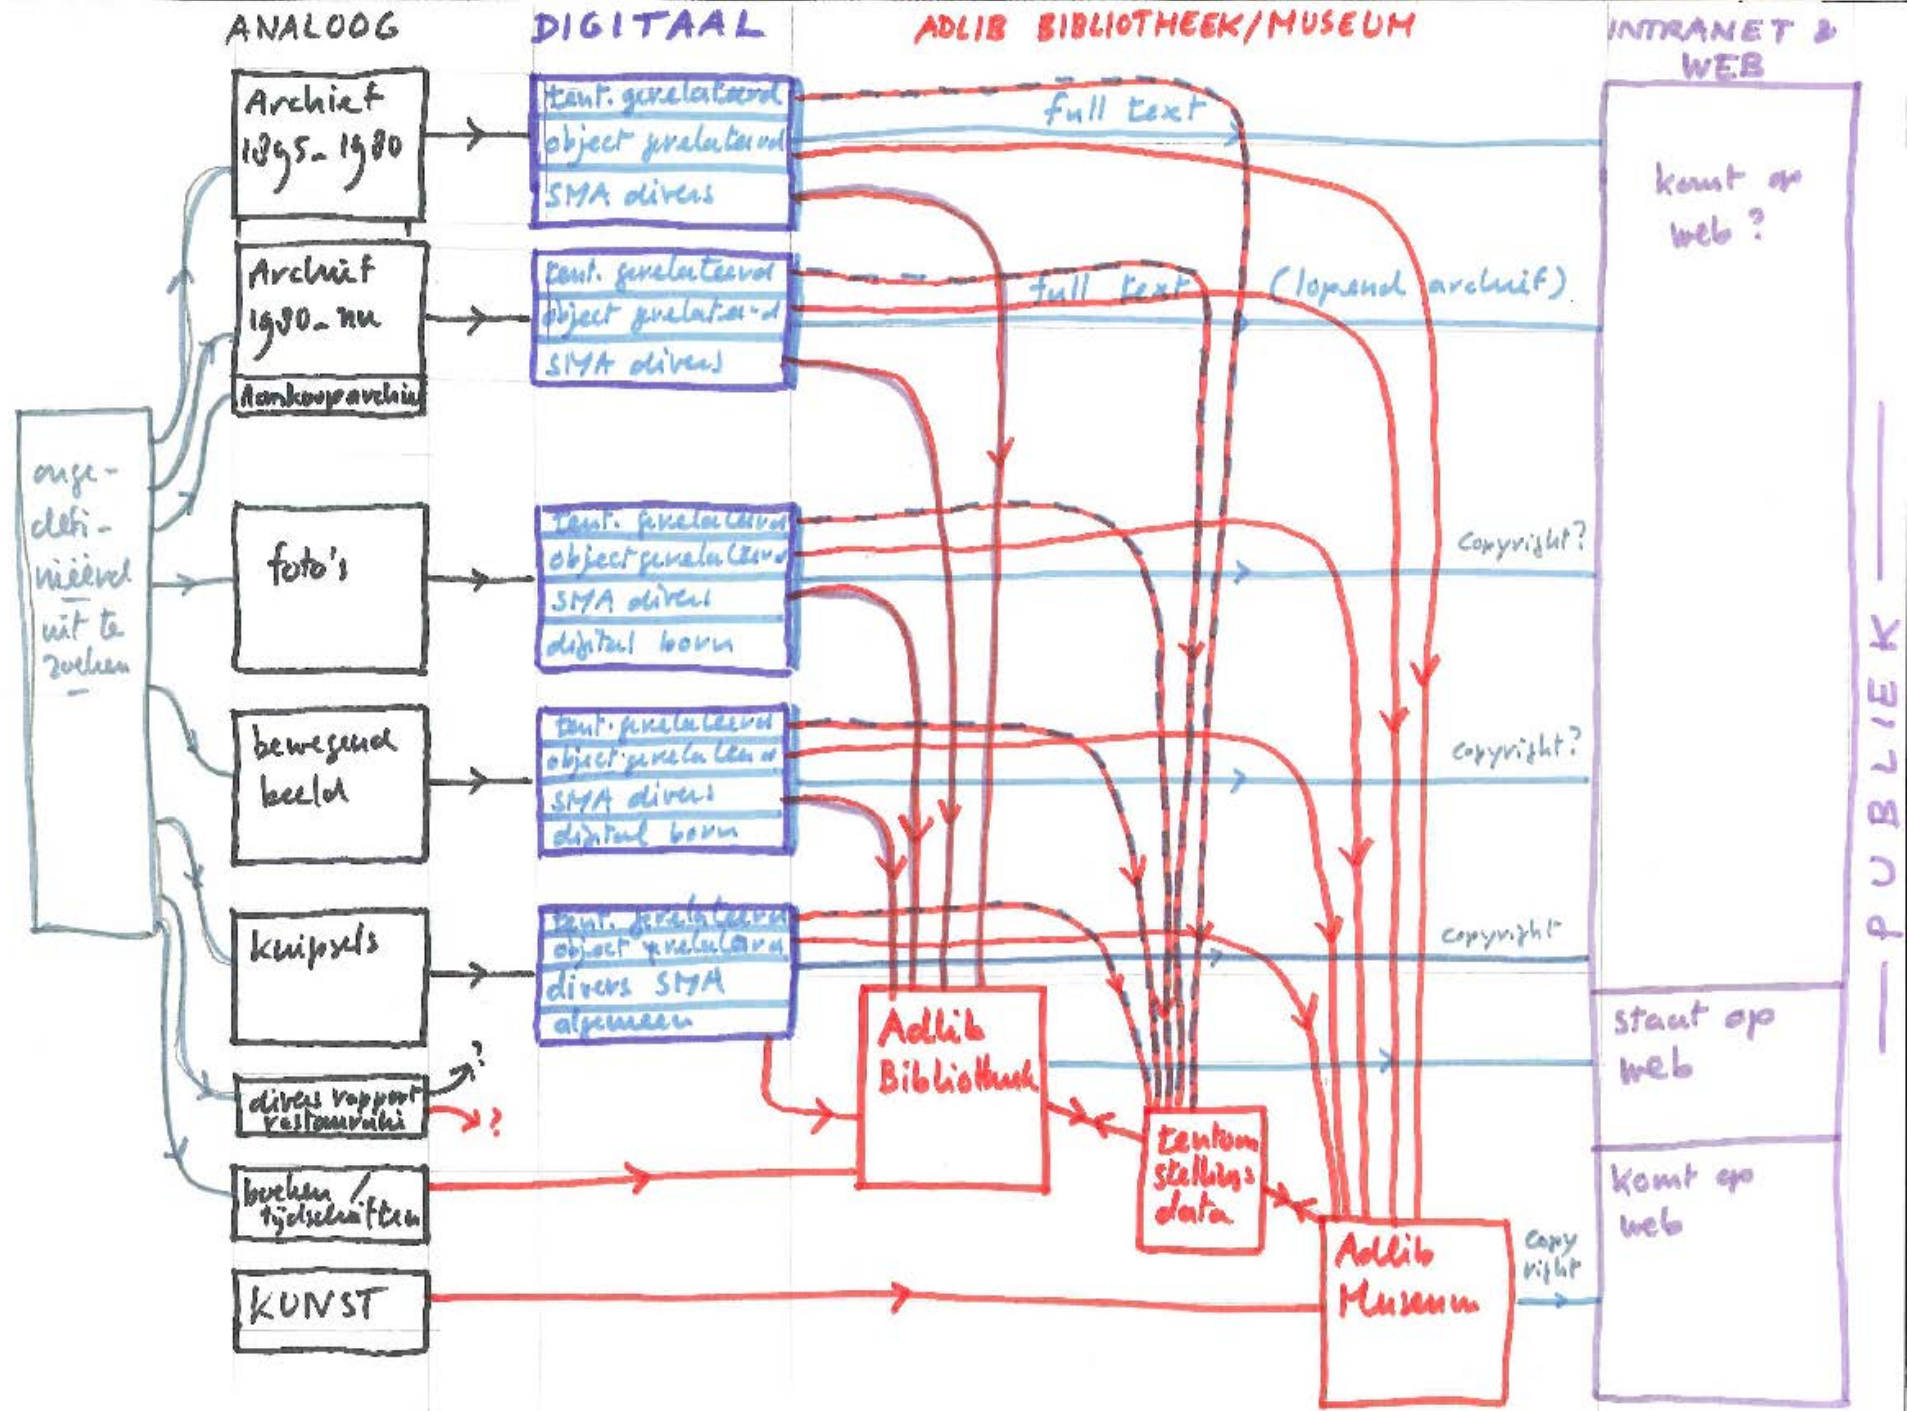 ANALOOG
DIGITAAL
ADLIB BIBLIOTHEEK/MUSEUM
INTRANET &
WEB
Archief
1895-1980
tent. gerelateerd
object gerelateerd
SMA divers
full text
komt op
web?
Archief
1980-nu
Aankooparchief
tent. gerelateerd
object gerelateerd
SMA divers
full text
(lopend archief)
onge-
defi-
niëerd
uit te
zoeken
foto's
tent. gerelateerd
object gerelateerd
SMA divers
digital born
copyright?
bewegend
beeld
tent. gerelateerd
object gerelateerd
SMA divers
digital born
copyright?
knipsels
tent. gerelateerd
object gerelateerd
divers SMA
algemeen
copyright
PUBLIEK
Adlib
Bibliotheek
staat op
web
divers rapport
restauratie
?
?
tentoon
stellings
data
boeken/
tijdschriften
komt op
web
KUNST
Adlib
Museum
copy
right